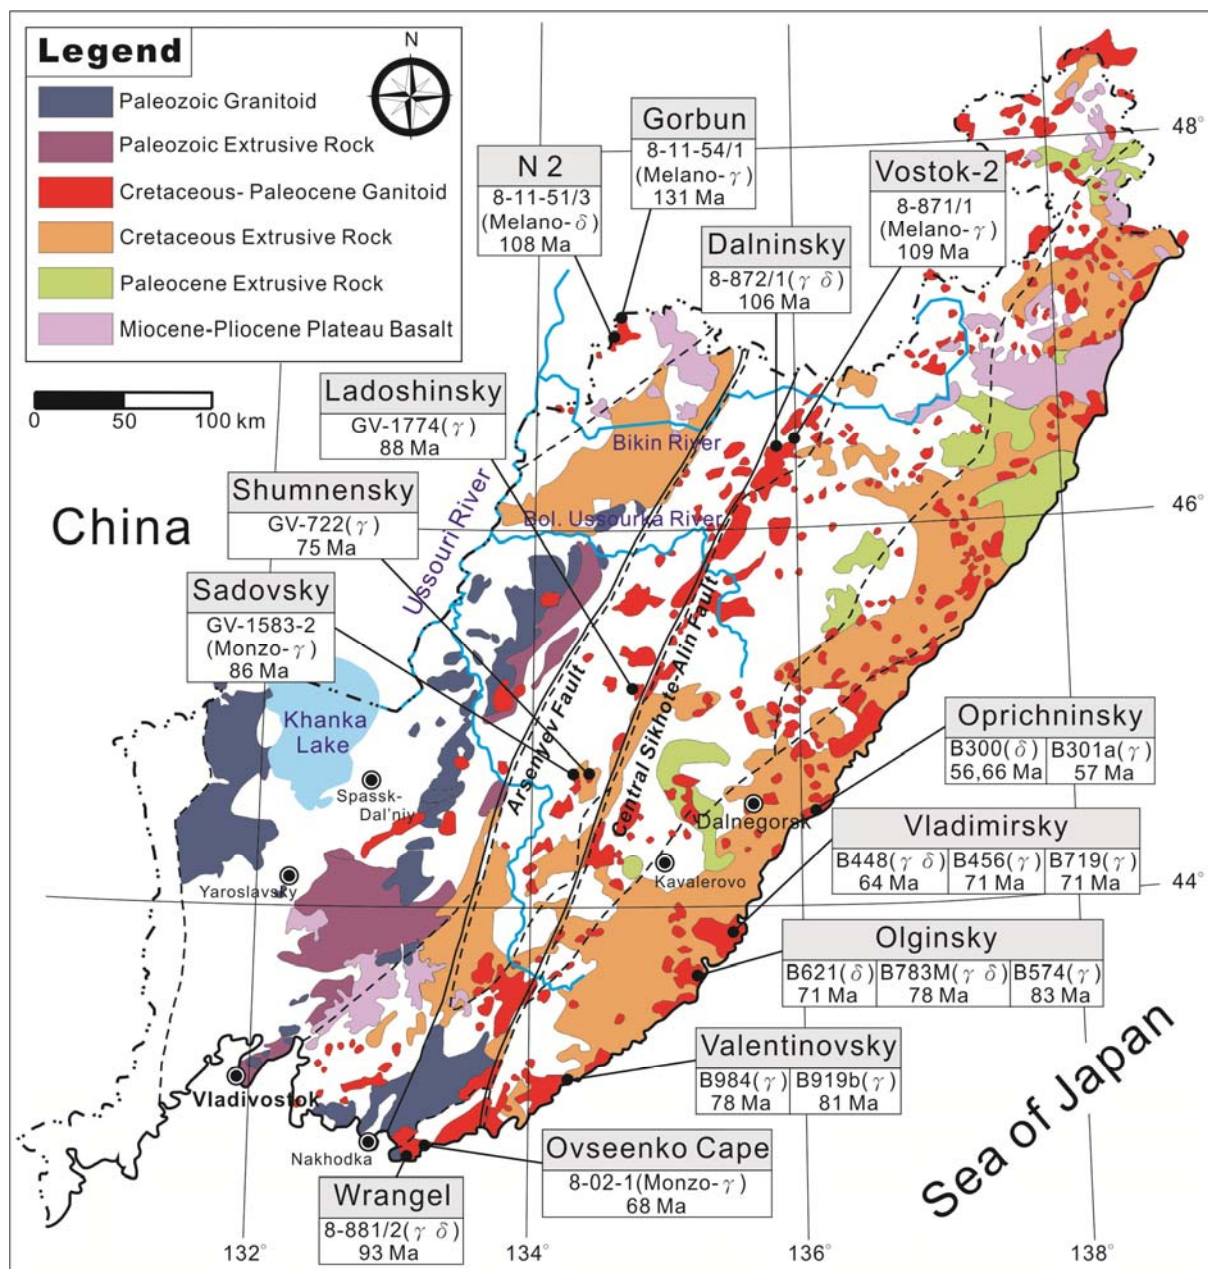 Legend
N
Paleozoic Granitoid
Paleozoic Extrusive Rock
Cretaceous- Paleocene Ganitoid
Cretaceous Extrusive Rock
Paleocene Extrusive Rock
Miocene-Pliocene Plateau Basalt
0 50 100 km
Gorbun
8-11-54/1
(Melano-γ)
131 Ma
N 2
8-11-51/3
(Melano-δ)
108 Ma
Vostok-2
8-871/1
(Melano-γ)
109 Ma
Dalninsky
8-872/1(γ δ)
106 Ma
48°
Ladoshinsky
GV-1774(γ)
88 Ma
Bikin River
Shumnensky
GV-722(γ)
75 Ma
Bol. Ussourka River
46°
China
Ussouri River
Sadovsky
GV-1583-2
(Monzo-γ)
86 Ma
Arsenyev Fault
Central Sikhote-Alin Fault
Khanka
Lake
Spassk-
Dal'niy
Yaroslavsky
Dalnegorsk
Kavalerovo
Oprichninsky
B300(δ) B301a(γ)
56,66 Ma 57 Ma
Vladimirsky
B448(γ δ) B456(γ) B719(γ)
64 Ma 71 Ma 71 Ma
44°
Olginsky
B621(δ) B783M(γ δ) B574(γ)
71 Ma 78 Ma 83 Ma
Valentinovsky
B984(γ) B919b(γ)
78 Ma 81 Ma
Sea of Japan
Vladivostok
Nakhodka
Ovseenko Cape
8-02-1(Monzo-γ)
68 Ma
Wrangel
8-881/2(γ δ)
93 Ma
132° 134° 136° 138°